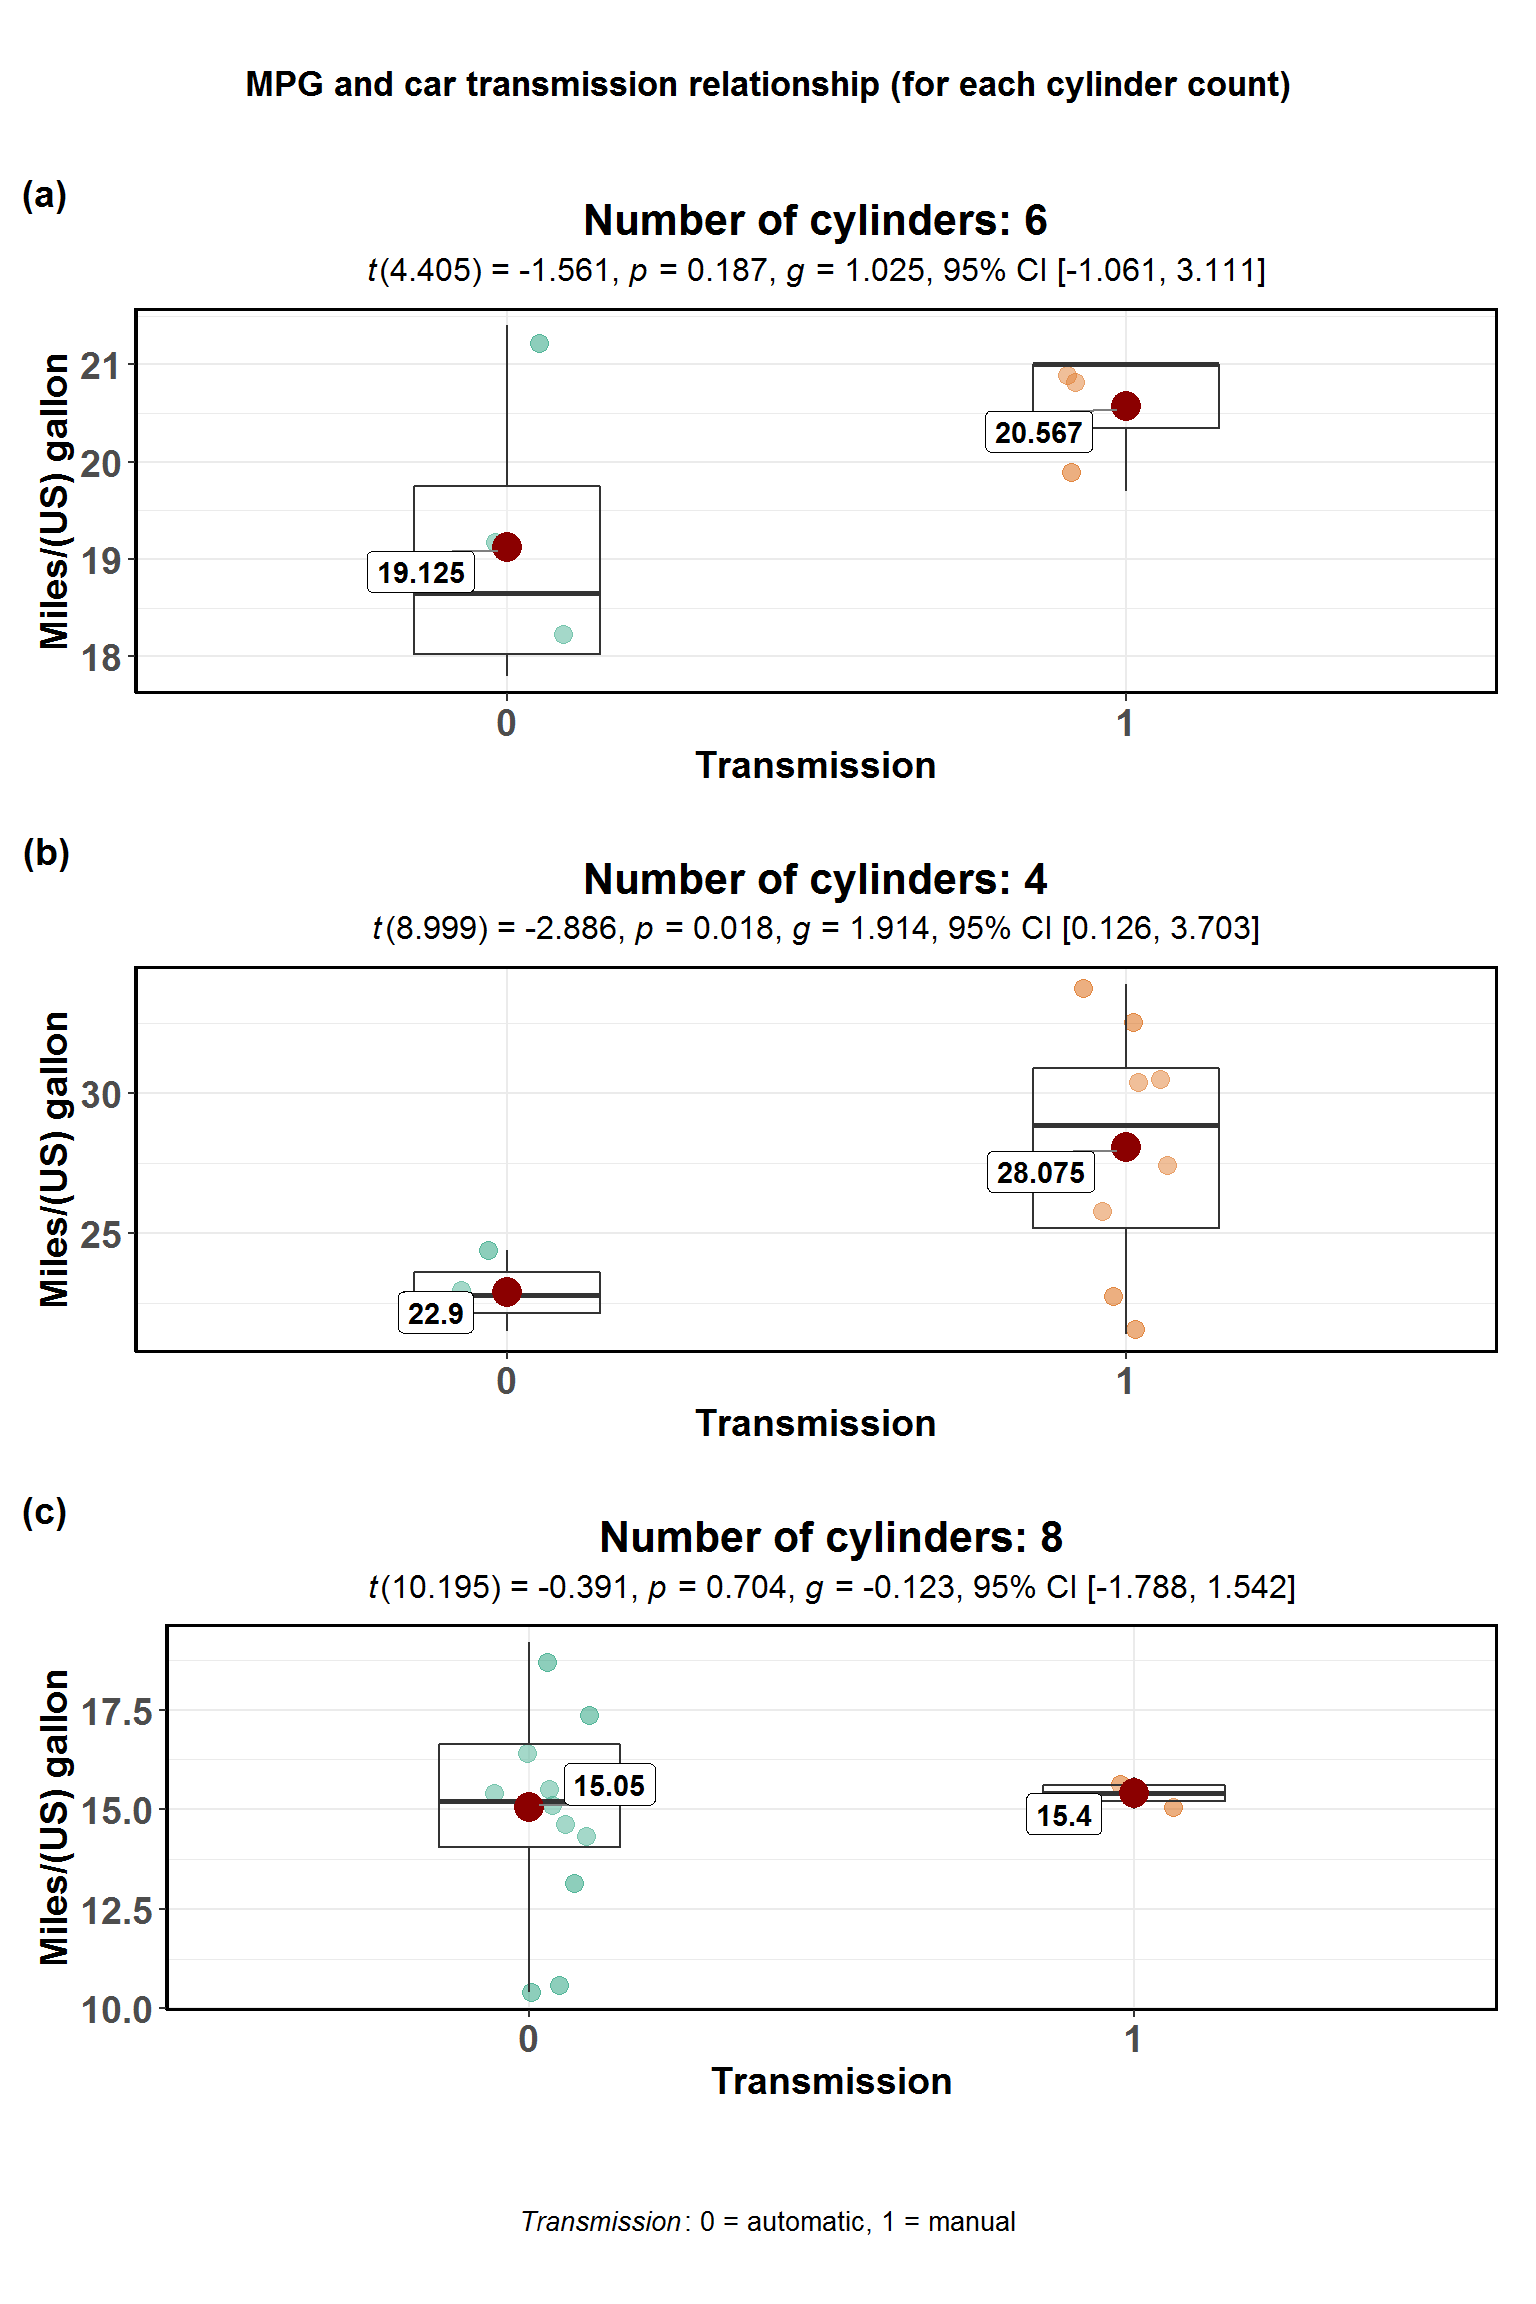 MPG and car transmission relationship (for each cylinder count)
(a)
Number of cylinders: 6
t(4.405) = -1.561, p = 0.187, g = 1.025, 95% CI [-1.061, 3.111]
Miles/(US) gallon
21
20
19
18
19.125
20.567
0
1
Transmission
(b)
Number of cylinders: 4
t(8.999) = -2.886, p = 0.018, g = 1.914, 95% CI [0.126, 3.703]
Miles/(US) gallon
30
25
22.9
28.075
0
1
Transmission
(c)
Number of cylinders: 8
t(10.195) = -0.391, p = 0.704, g = -0.123, 95% CI [-1.788, 1.542]
Miles/(US) gallon
17.5
15.0
12.5
10.0
15.05
15.4
0
1
Transmission
Transmission: 0 = automatic, 1 = manual